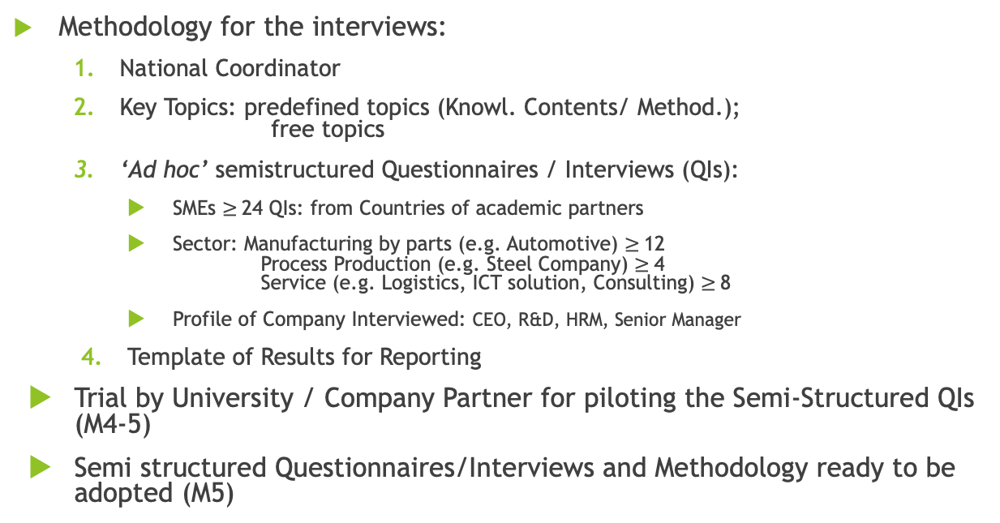 Methodology for the interviews:
1. National Coordinator
2. Key Topics: predefined topics (Knowl. Contents/ Method.);
free topics
3. ‘Ad hoc’ semistructured Questionnaires / Interviews (QIs):
SMEs ≥ 24 QIs: from Countries of academic partners
Sector: Manufacturing by parts (e.g. Automotive) ≥ 12
Process Production (e.g. Steel Company) ≥ 4
Service (e.g. Logistics, ICT solution, Consulting) ≥ 8
Profile of Company Interviewed: CEO, R&D, HRM, Senior Manager
4. Template of Results for Reporting
Trial by University / Company Partner for piloting the Semi-Structured QIs
(M4-5)
Semi structured Questionnaires/Interviews and Methodology ready to be
adopted (M5)